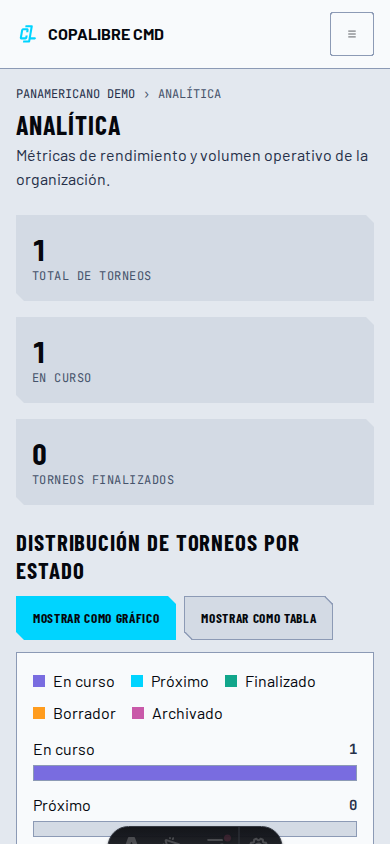 COPALIBRE CMD
PANAMERICANO DEMO › ANALÍTICA
ANALÍTICA
Métricas de rendimiento y volumen operativo de la
organización.
1
TOTAL DE TORNEOS
1
EN CURSO
0
TORNEOS FINALIZADOS
DISTRIBUCIÓN DE TORNEOS POR
ESTADO
MOSTRAR COMO GRÁFICO MOSTRAR COMO TABLA
En curso Próximo Finalizado
Borrador Archivado
En curso 1
Próximo 0